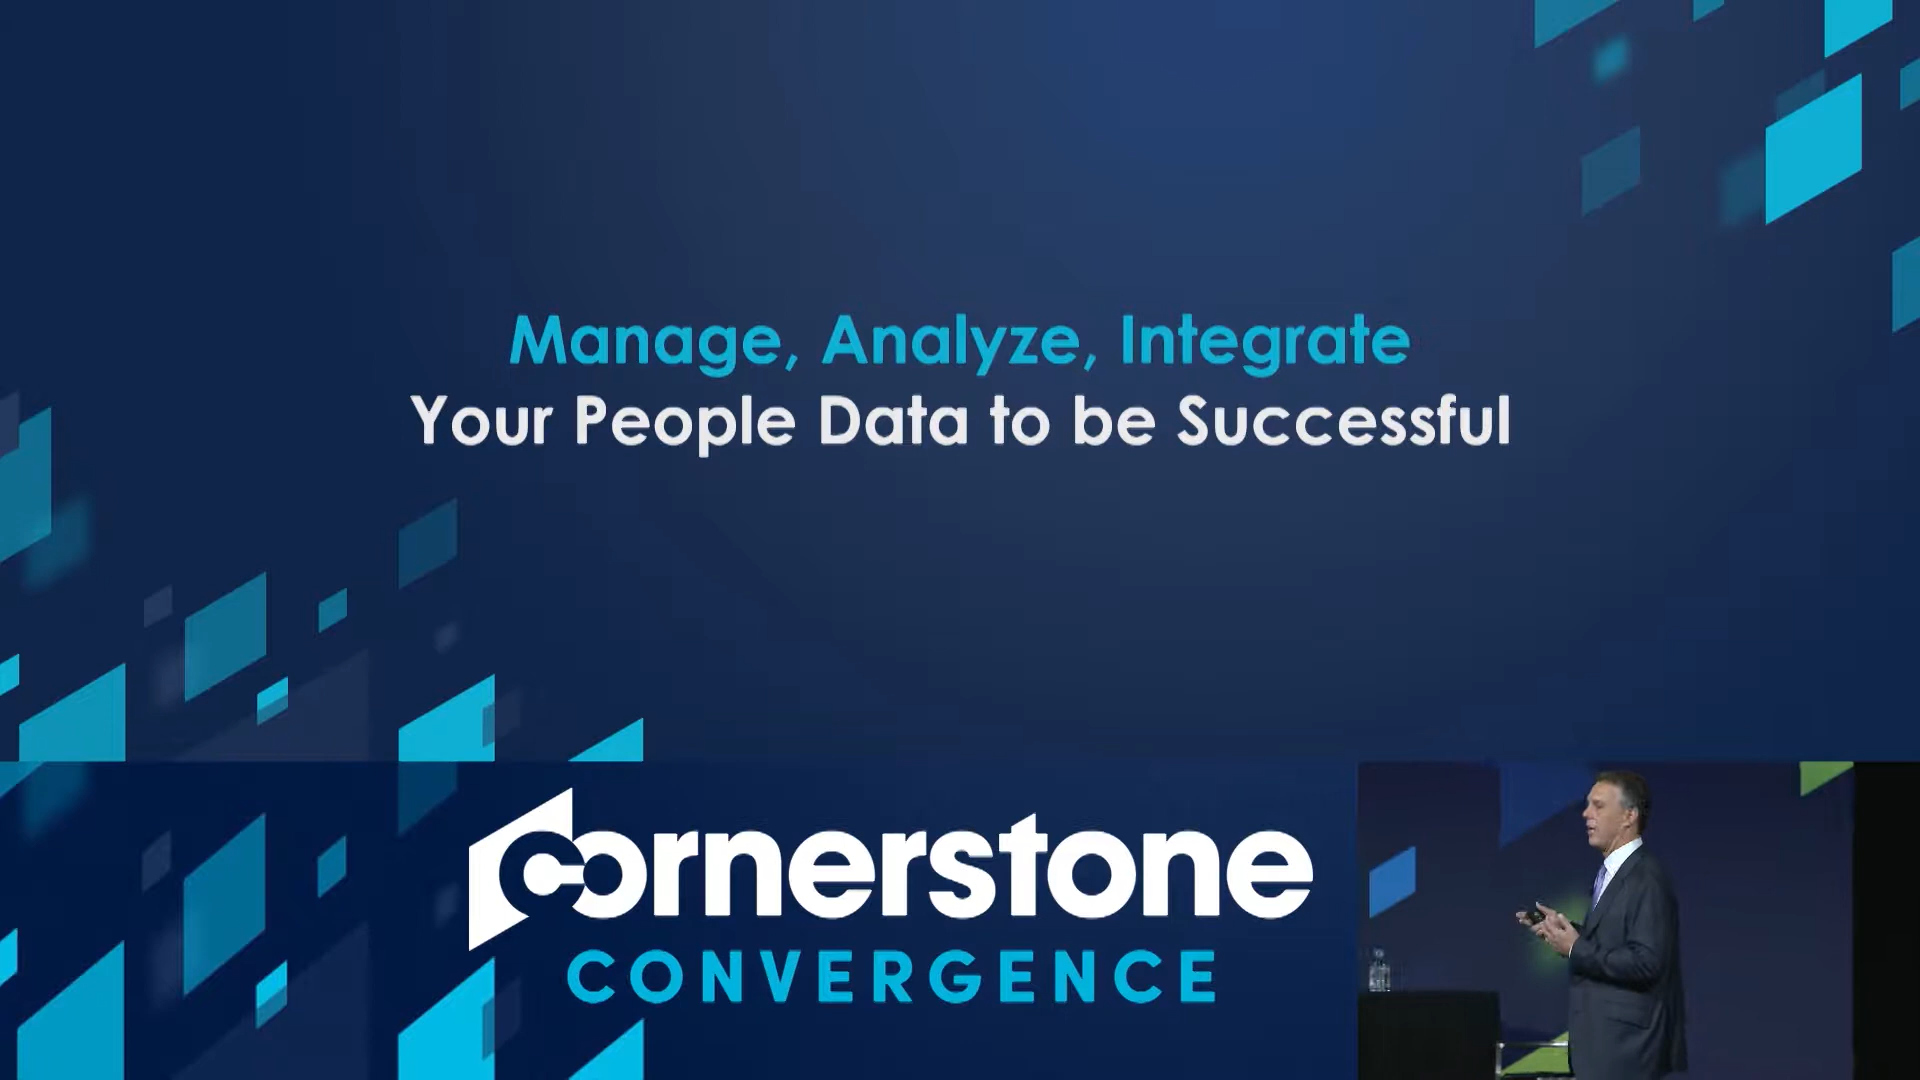 Manage, Analyze, Integrate
Your People Data to be Successful
Cornerstone
CONVERGENCE